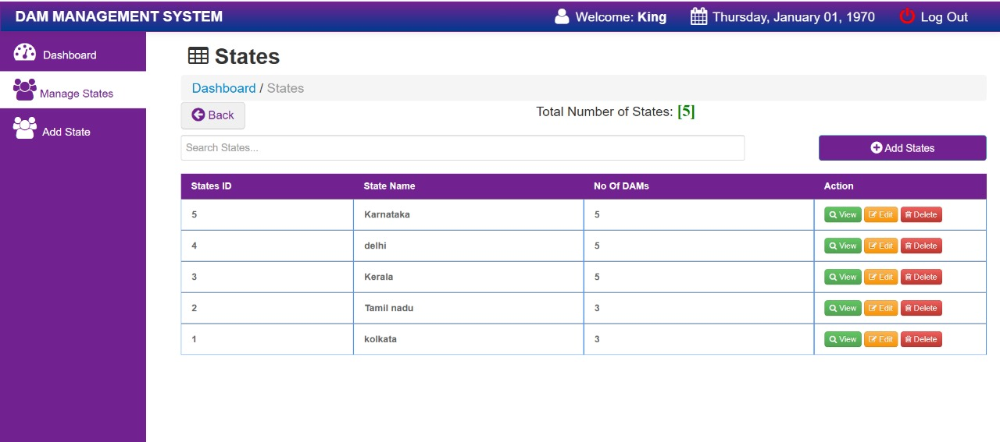 DAM MANAGEMENT SYSTEM Welcome: King Thursday, January 01, 1970 Log Out
Dashboard
Manage States
Add State
States
Dashboard / States
Back Total Number of States: [5]
Search States... Add States
States ID State Name No Of DAMs Action
5 Karnataka 5 View Edit Delete
4 delhi 5 View Edit Delete
3 Kerala 5 View Edit Delete
2 Tamil nadu 3 View Edit Delete
1 kolkata 3 View Edit Delete